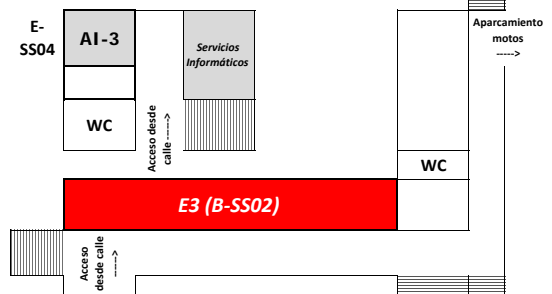 E-
SS04
AI-3
Servicios
Informáticos
Aparcamiento
motos
----->
WC
Acceso desde
calle ------>
WC
E3 (B-SS02)
Acceso
desde calle
----->